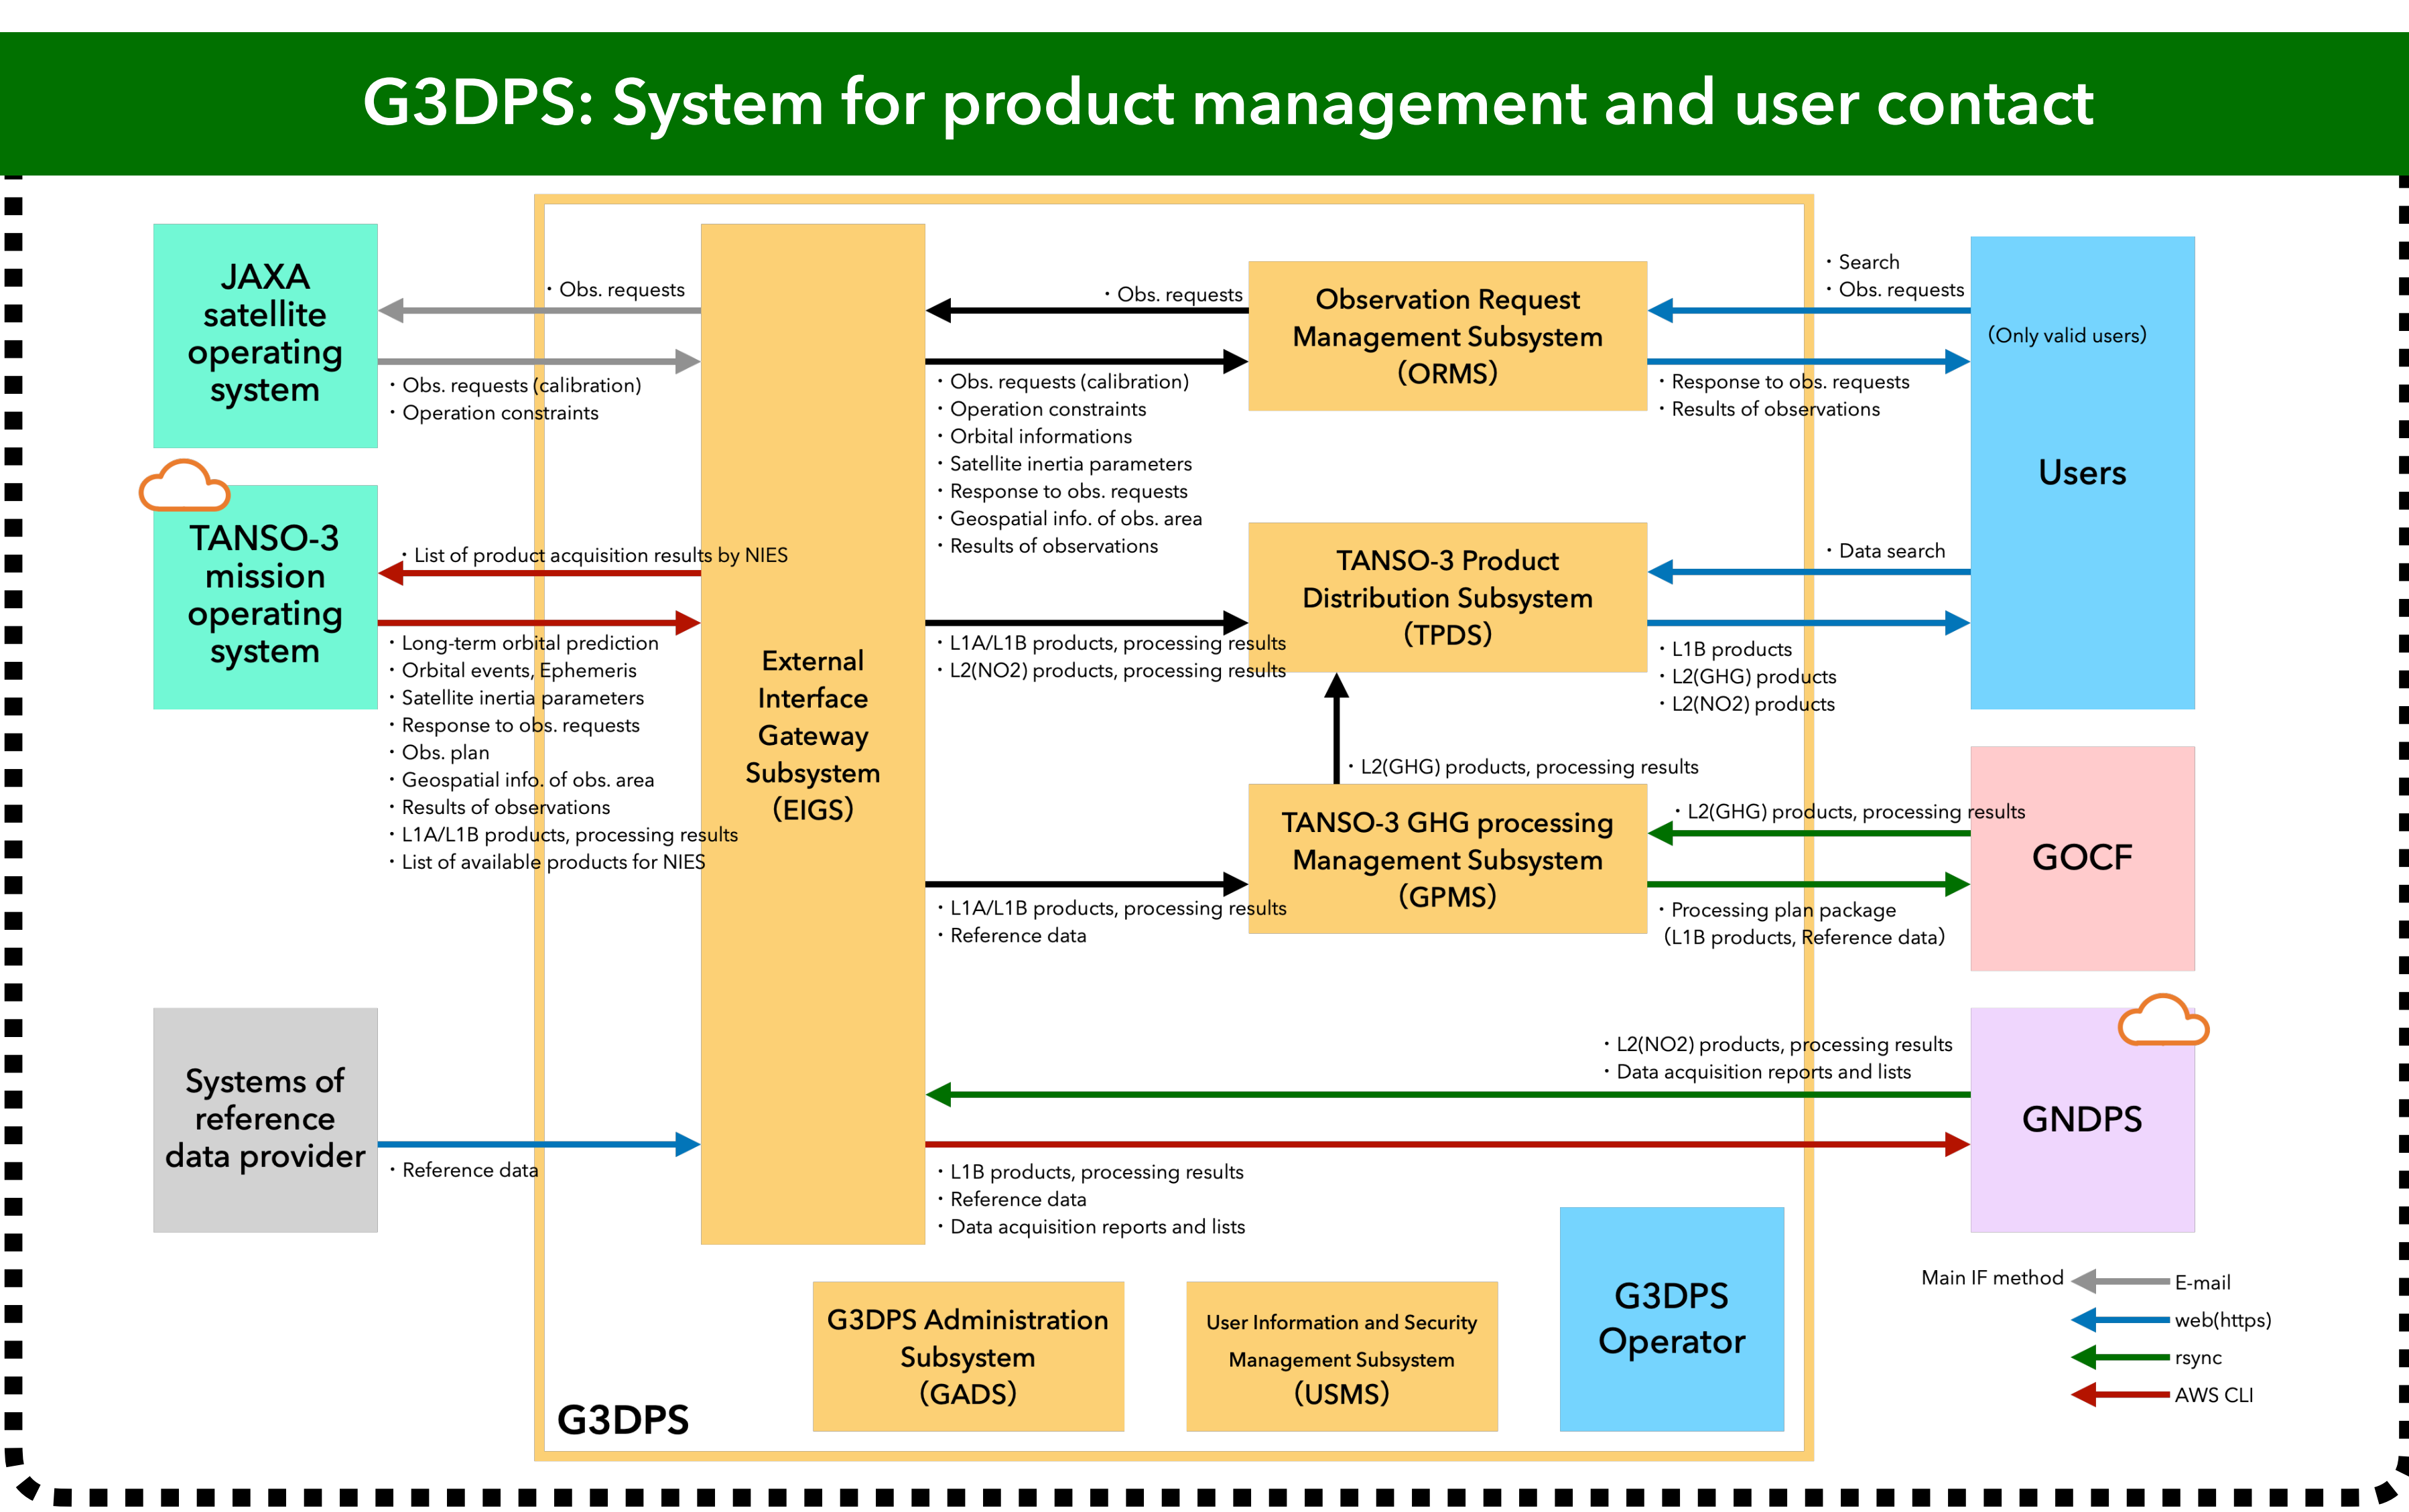 G3DPS: System for product management and user contact
JAXA
satellite
operating
system
・Obs. requests
・Obs. requests (calibration)
・Operation constraints
TANSO-3
mission
operating
system
・List of product acquisition results by NIES
・Long-term orbital prediction
・Orbital events, Ephemeris
・Satellite inertia parameters
・Response to obs. requests
・Obs. plan
・Geospatial info. of obs. area
・Results of observations
・L1A/L1B products, processing results
・List of available products for NIES
Systems of
reference
data provider
・Reference data
External
Interface
Gateway
Subsystem
（EIGS）
・Obs. requests
・Obs. requests (calibration)
・Operation constraints
・Orbital informations
・Satellite inertia parameters
・Response to obs. requests
・Geospatial info. of obs. area
・Results of observations
・L1A/L1B products, processing results
・L2(NO2) products, processing results
・L1A/L1B products, processing results
・Reference data
Observation Request
Management Subsystem
（ORMS）
TANSO-3 Product
Distribution Subsystem
（TPDS）
・L2(GHG) products, processing results
TANSO-3 GHG processing
Management Subsystem
（GPMS）
・Search
・Obs. requests
・Response to obs. requests
・Results of observations
・Data search
・L1B products
・L2(GHG) products
・L2(NO2) products
（Only valid users）
Users
・L2(GHG) products, processing results
・Processing plan package
（L1B products, Reference data）
GOCF
・L2(NO2) products, processing results
・Data acquisition reports and lists
・L1B products, processing results
・Reference data
・Data acquisition reports and lists
GNDPS
G3DPS Administration
Subsystem
（GADS）
User Information and Security
Management Subsystem
（USMS）
G3DPS
Operator
G3DPS
Main IF method
E-mail
web(https)
rsync
AWS CLI